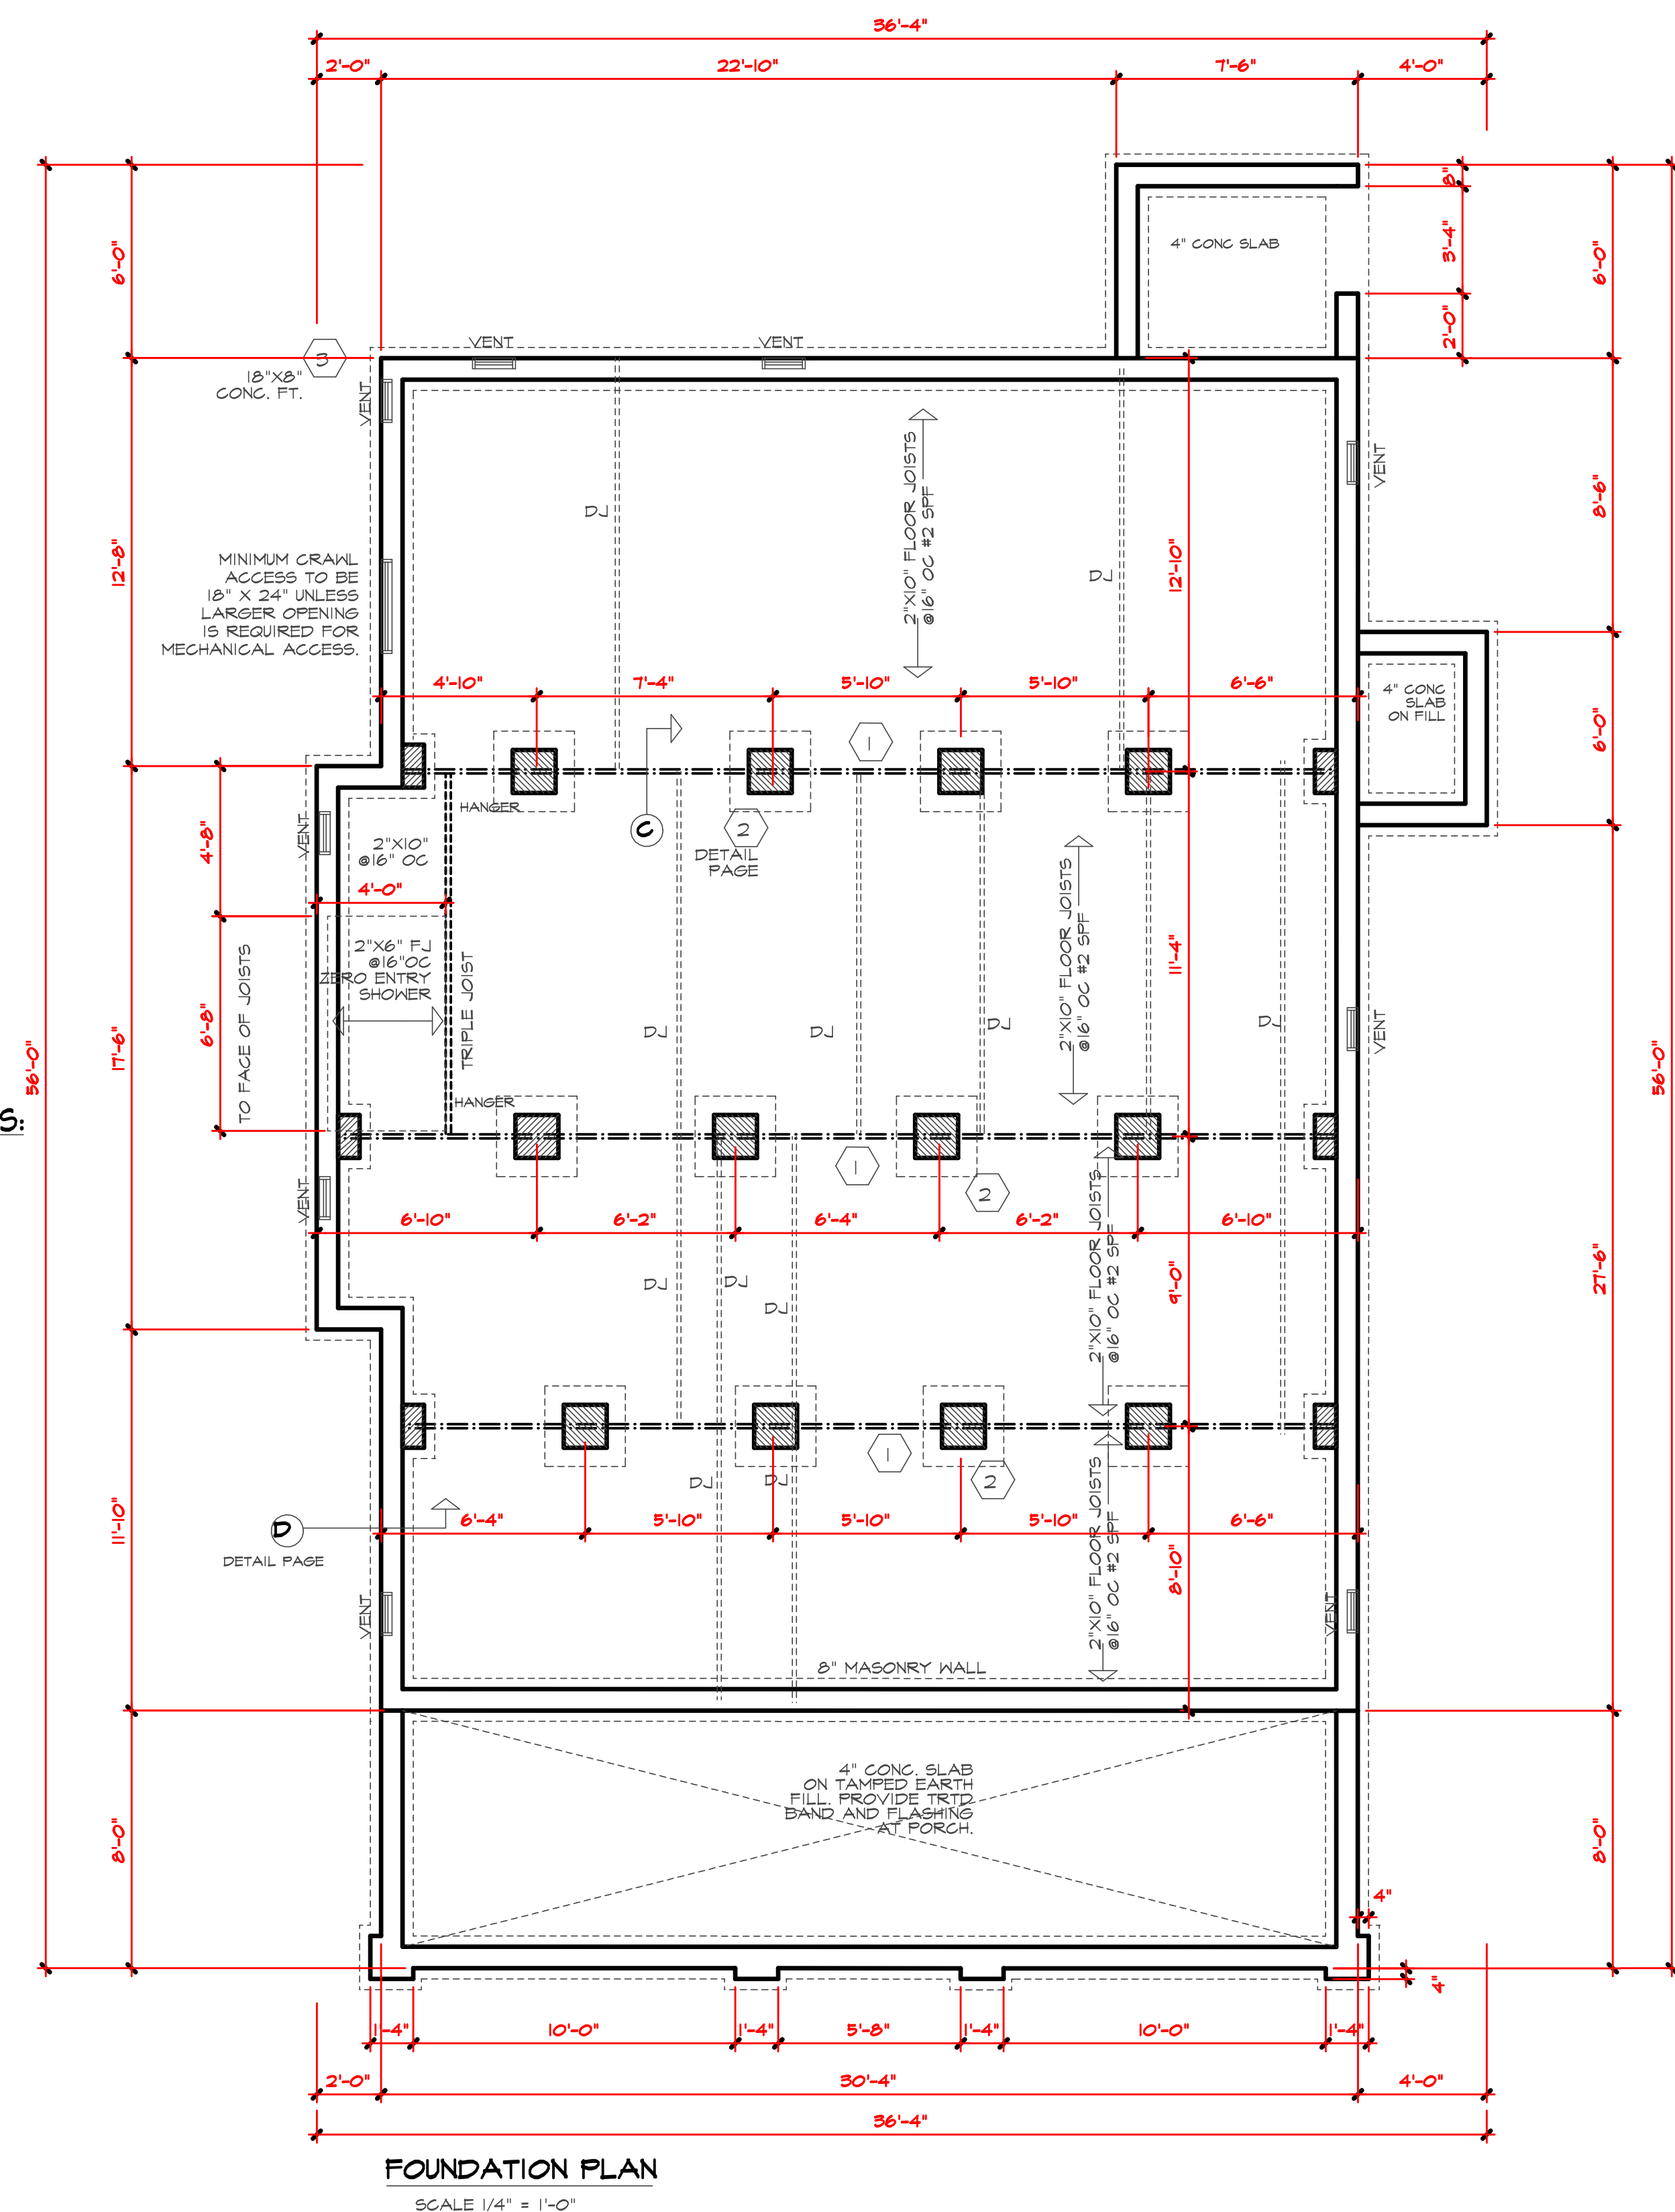 36'-4"
2'-0"
22'-10"
7'-6"
4'-0"
8"
3'-4"
2'-0"
6'-0"
6'-0"
4" CONC SLAB
VENT
VENT
3
18"X8"
CONC. FT.
VENT
VENT
2"X10" FLOOR JOISTS
@16" OC #2 SPF
DJ
DJ
12'-8"
12'-10"
8'-6"
MINIMUM CRAWL
ACCESS TO BE
18" X 24" UNLESS
LARGER OPENING
IS REQUIRED FOR
MECHANICAL ACCESS.
4'-10"
7'-4"
5'-10"
5'-10"
6'-6"
4" CONC
SLAB
ON FILL
6'-0"
1
HANGER
C
2
DETAIL
PAGE
VENT
2"X10"
@16" OC
4'-8"
4'-0"
2"X6" FJ
@16"OC
ZERO ENTRY
SHOWER
TRIPLE JOIST
TO FACE OF JOISTS
6'-8"
17'-6"
56'-0"
56'-0"
2"X10" FLOOR JOISTS
@16" OC #2 SPF
11'-4"
DJ
DJ
DJ
DJ
VENT
S:
HANGER
1
2
VENT
6'-10"
6'-2"
6'-4"
6'-2"
6'-10"
2"X10" FLOOR JOISTS
@16" OC #2 SPF
9'-0"
27'-6"
DJ
DJ
DJ
1
2
DJ
DJ
D
DETAIL PAGE
6'-4"
5'-10"
5'-10"
5'-10"
6'-6"
11'-10"
2"X10" FLOOR JOISTS
@16" OC #2 SPF
8'-10"
VENT
VENT
8" MASONRY WALL
4" CONC. SLAB
ON TAMPED EARTH
FILL. PROVIDE TRTD
BAND AND FLASHING
AT PORCH.
8'-0"
8'-0"
4"
4"
1'-4"
10'-0"
1'-4"
5'-8"
1'-4"
10'-0"
1'-4"
2'-0"
30'-4"
4'-0"
36'-4"
FOUNDATION PLAN
SCALE 1/4" = 1'-0"